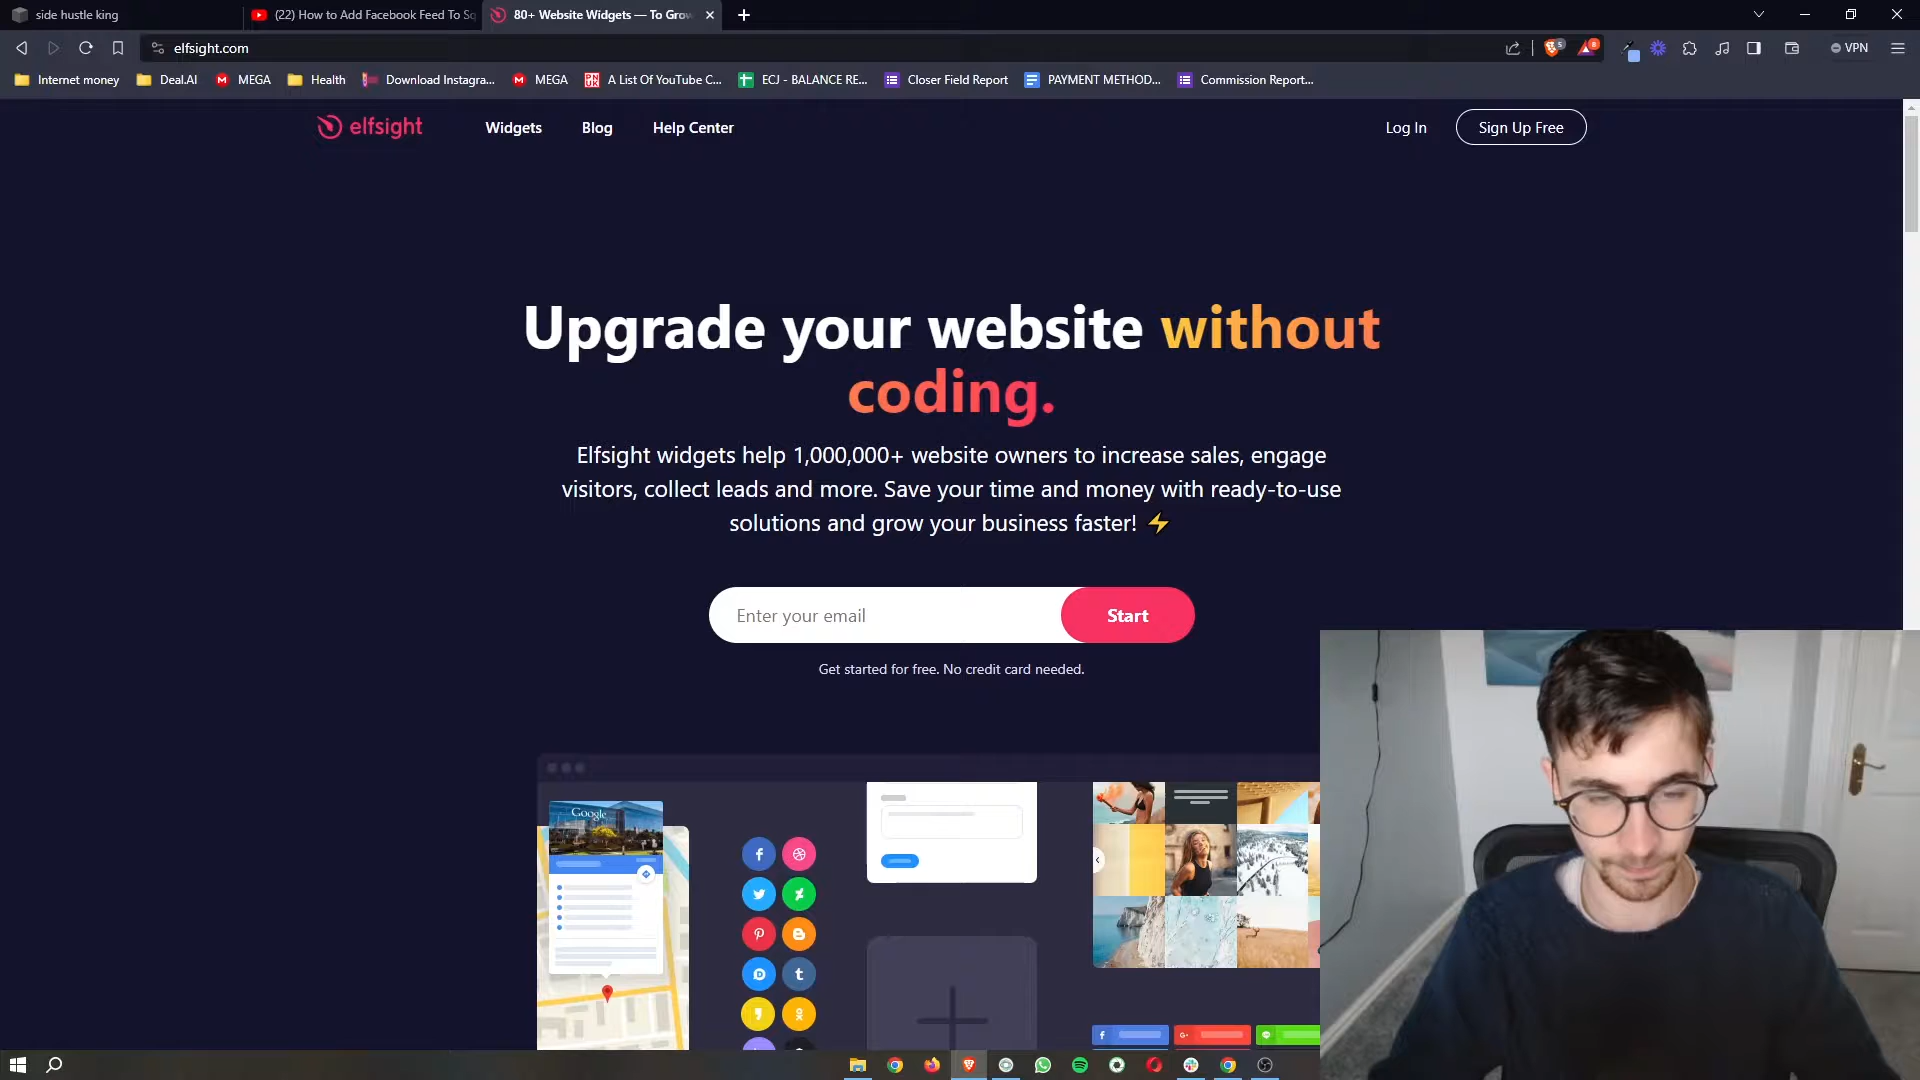 side hustle king
(22) How to Add Facebook Feed To Sq
80+ Website Widgets — To Grow
elfsight.com
VPN
Internet money
Deal.AI
MEGA
Health
Download Instagra...
MEGA
A List Of YouTube C...
ECJ - BALANCE RE...
Closer Field Report
PAYMENT METHOD...
Commission Report...
elfsight
Widgets
Blog
Help Center
Log In
Sign Up Free
Upgrade your website without
coding.
Elfsight widgets help 1,000,000+ website owners to increase sales, engage
visitors, collect leads and more. Save your time and money with ready-to-use
solutions and grow your business faster! ⚡
Enter your email
Start
Get started for free. No credit card needed.
Google